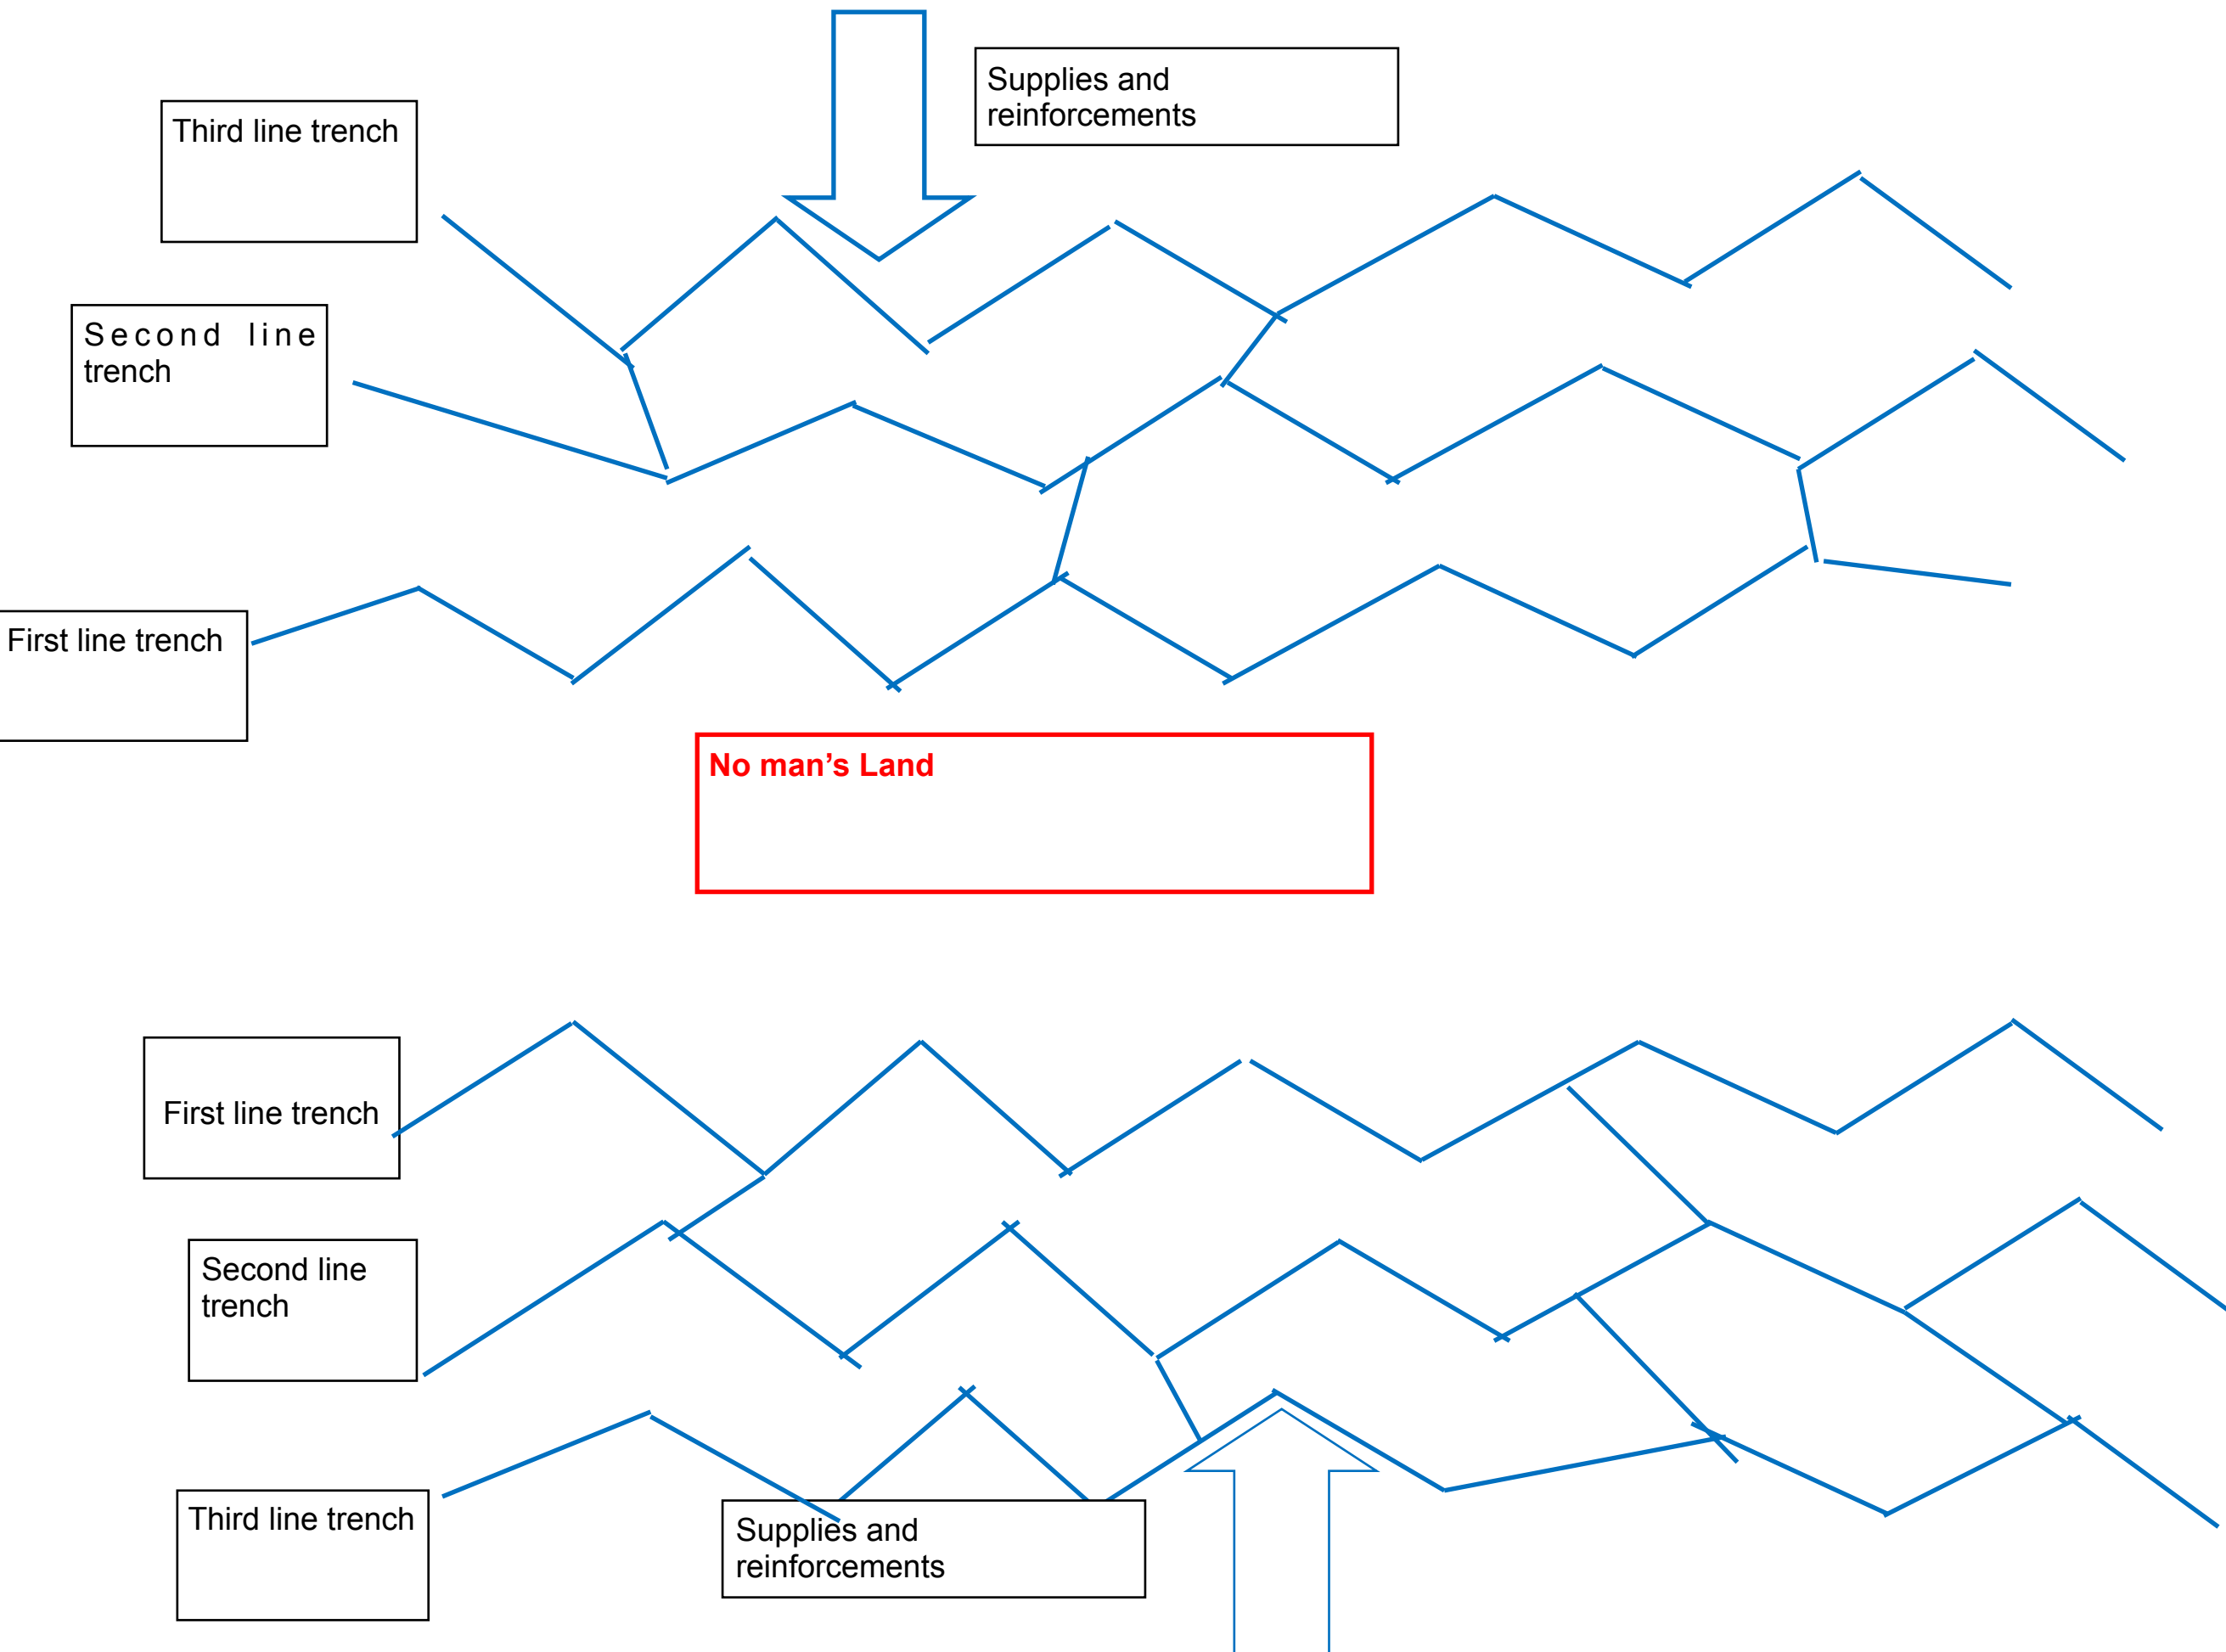 Supplies and
reinforcements
Third line trench
Second line
trench
First line trench
No man’s Land
First line trench
Second line
trench
Third line trench
Supplies and
reinforcements